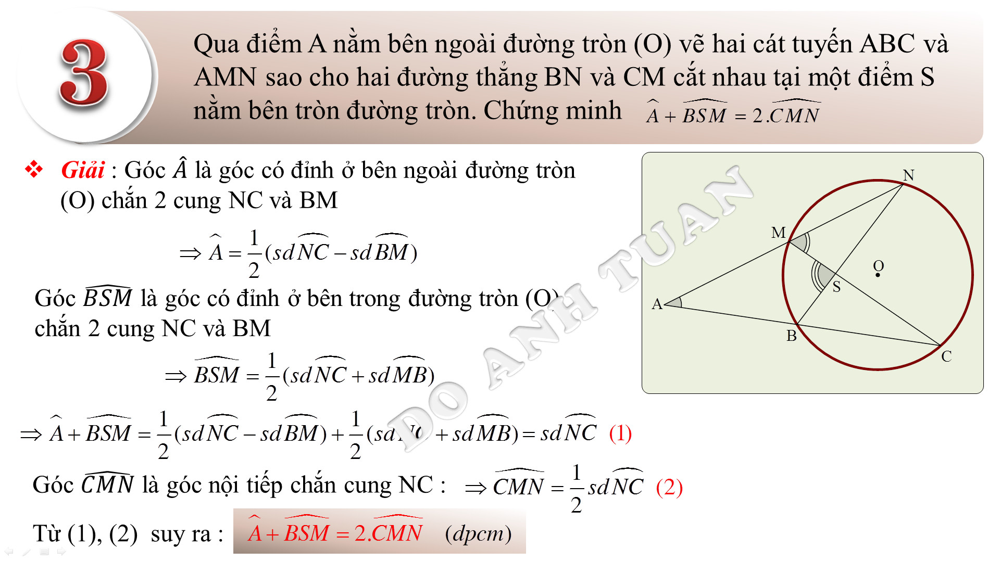 3
Qua điểm A nằm bên ngoài đường tròn (O) vẽ hai cát tuyến ABC và
AMN sao cho hai đường thẳng BN và CM cắt nhau tại một điểm S
nằm bên tròn đường tròn. Chứng minh $\widehat{A}+\widehat{BSM}=2.\widehat{CMN}$
❖ Giải : Góc $\hat{A}$ là góc có đỉnh ở bên ngoài đường tròn
(O) chắn 2 cung NC và BM
$\Rightarrow \widehat{A}=\frac{1}{2}(sd\overset{\frown}{NC}-sd\overset{\frown}{BM})$
Góc $\widehat{BSM}$ là góc có đỉnh ở bên trong đường tròn (O)
chắn 2 cung NC và BM
$\Rightarrow \widehat{BSM}=\frac{1}{2}(sd\overset{\frown}{NC}+sd\overset{\frown}{MB})$
$\Rightarrow \widehat{A}+\widehat{BSM}=\frac{1}{2}(sd\overset{\frown}{NC}-sd\overset{\frown}{BM})+\frac{1}{2}(sd\overset{\frown}{NC}+sd\overset{\frown}{MB})=sd\overset{\frown}{NC}$ (1)
Góc $\widehat{CMN}$ là góc nội tiếp chắn cung NC : $\Rightarrow \widehat{CMN}=\frac{1}{2}sd\overset{\frown}{NC}$ (2)
Từ (1), (2) suy ra : $\widehat{A}+\widehat{BSM}=2.\widehat{CMN}$ (dpcm)
N
M
O
S
A
B
C
DO ANH TUAN